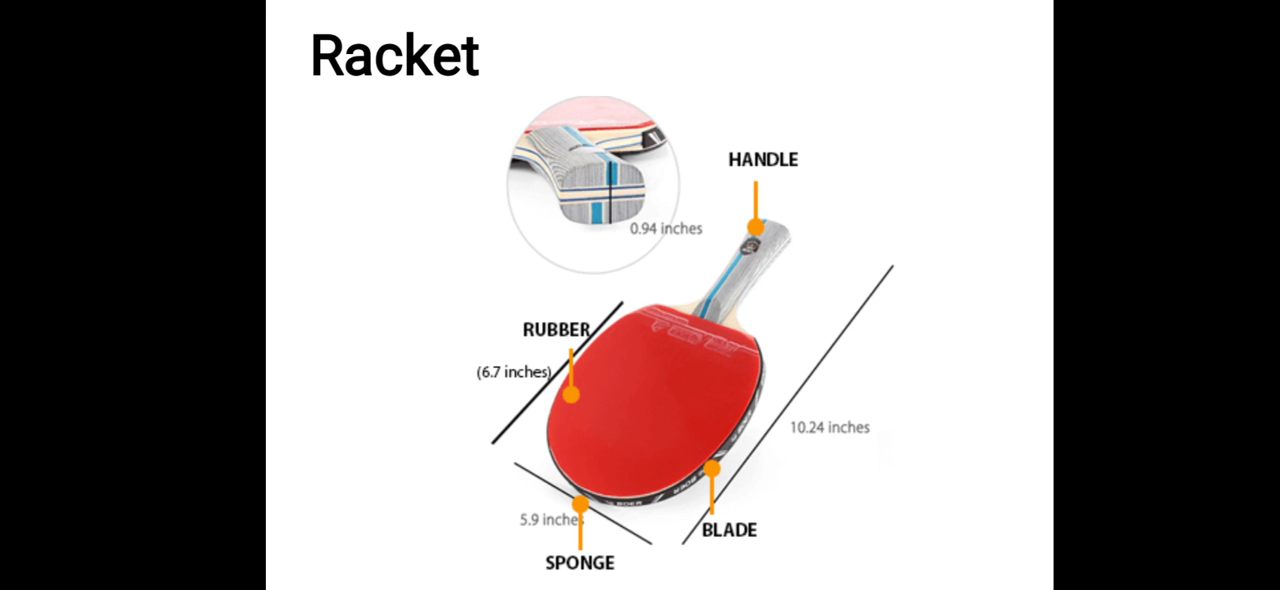 Racket
HANDLE
0.94 inches
RUBBER
(6.7 inches)
10.24 inches
5.9 inches
BLADE
SPONGE